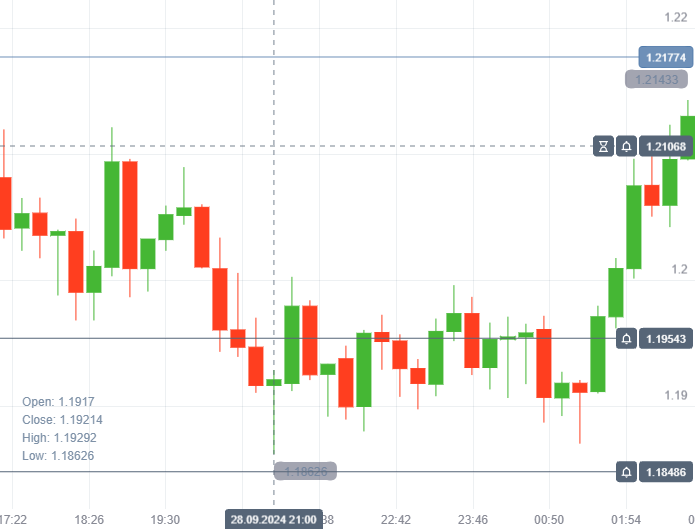 1.22
1.21774
1.21433
1.21068
1.2
1.19543
1.19
Open: 1.1917
Close: 1.19214
High: 1.19292
Low: 1.18626
1.18626
1.18486
17:22 18:26 19:30 28.09.2024 21:00 38 22:42 23:46 00:50 01:54 0